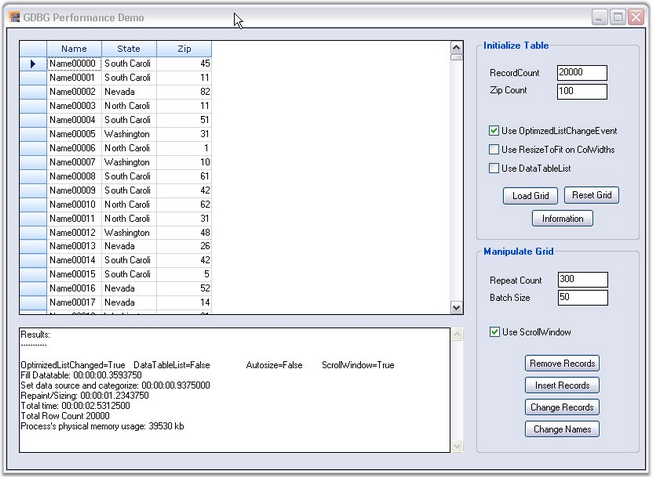 GDBG Performance Demo
Name State Zip
Name00000 South Caroli 45
Name00001 South Caroli 11
Name00002 Nevada 82
Name00003 North Caroli 11
Name00004 South Caroli 51
Name00005 Washington 31
Name00006 North Caroli 1
Name00007 Washington 10
Name00008 South Caroli 61
Name00009 South Caroli 42
Name00010 North Caroli 62
Name00011 North Caroli 31
Name00012 Washington 48
Name00013 Nevada 26
Name00014 South Caroli 42
Name00015 South Caroli 5
Name00016 Nevada 52
Name00017 Nevada 14
Results:
-----------
OptimizedListChanged=True DataTableList=False Autosize=False ScrollWindow=True
Fill Datatable: 00:00:00.3593750
Set data source and categorize: 00:00:00.9375000
Repaint/Sizing: 00:00:01.2343750
Total time: 00:00:02.5312500
Total Row Count 20000
Process's physical memory usage: 39530 kb
Initialize Table
RecordCount 20000
Zip Count 100
Use OptimzedListChangeEvent
Use ResizeToFit on ColWidths
Use DataTableList
Load Grid Reset Grid
Information
Manipulate Grid
Repeat Count 300
Batch Size 50
Use ScrollWindow
Remove Records
Insert Records
Change Records
Change Names